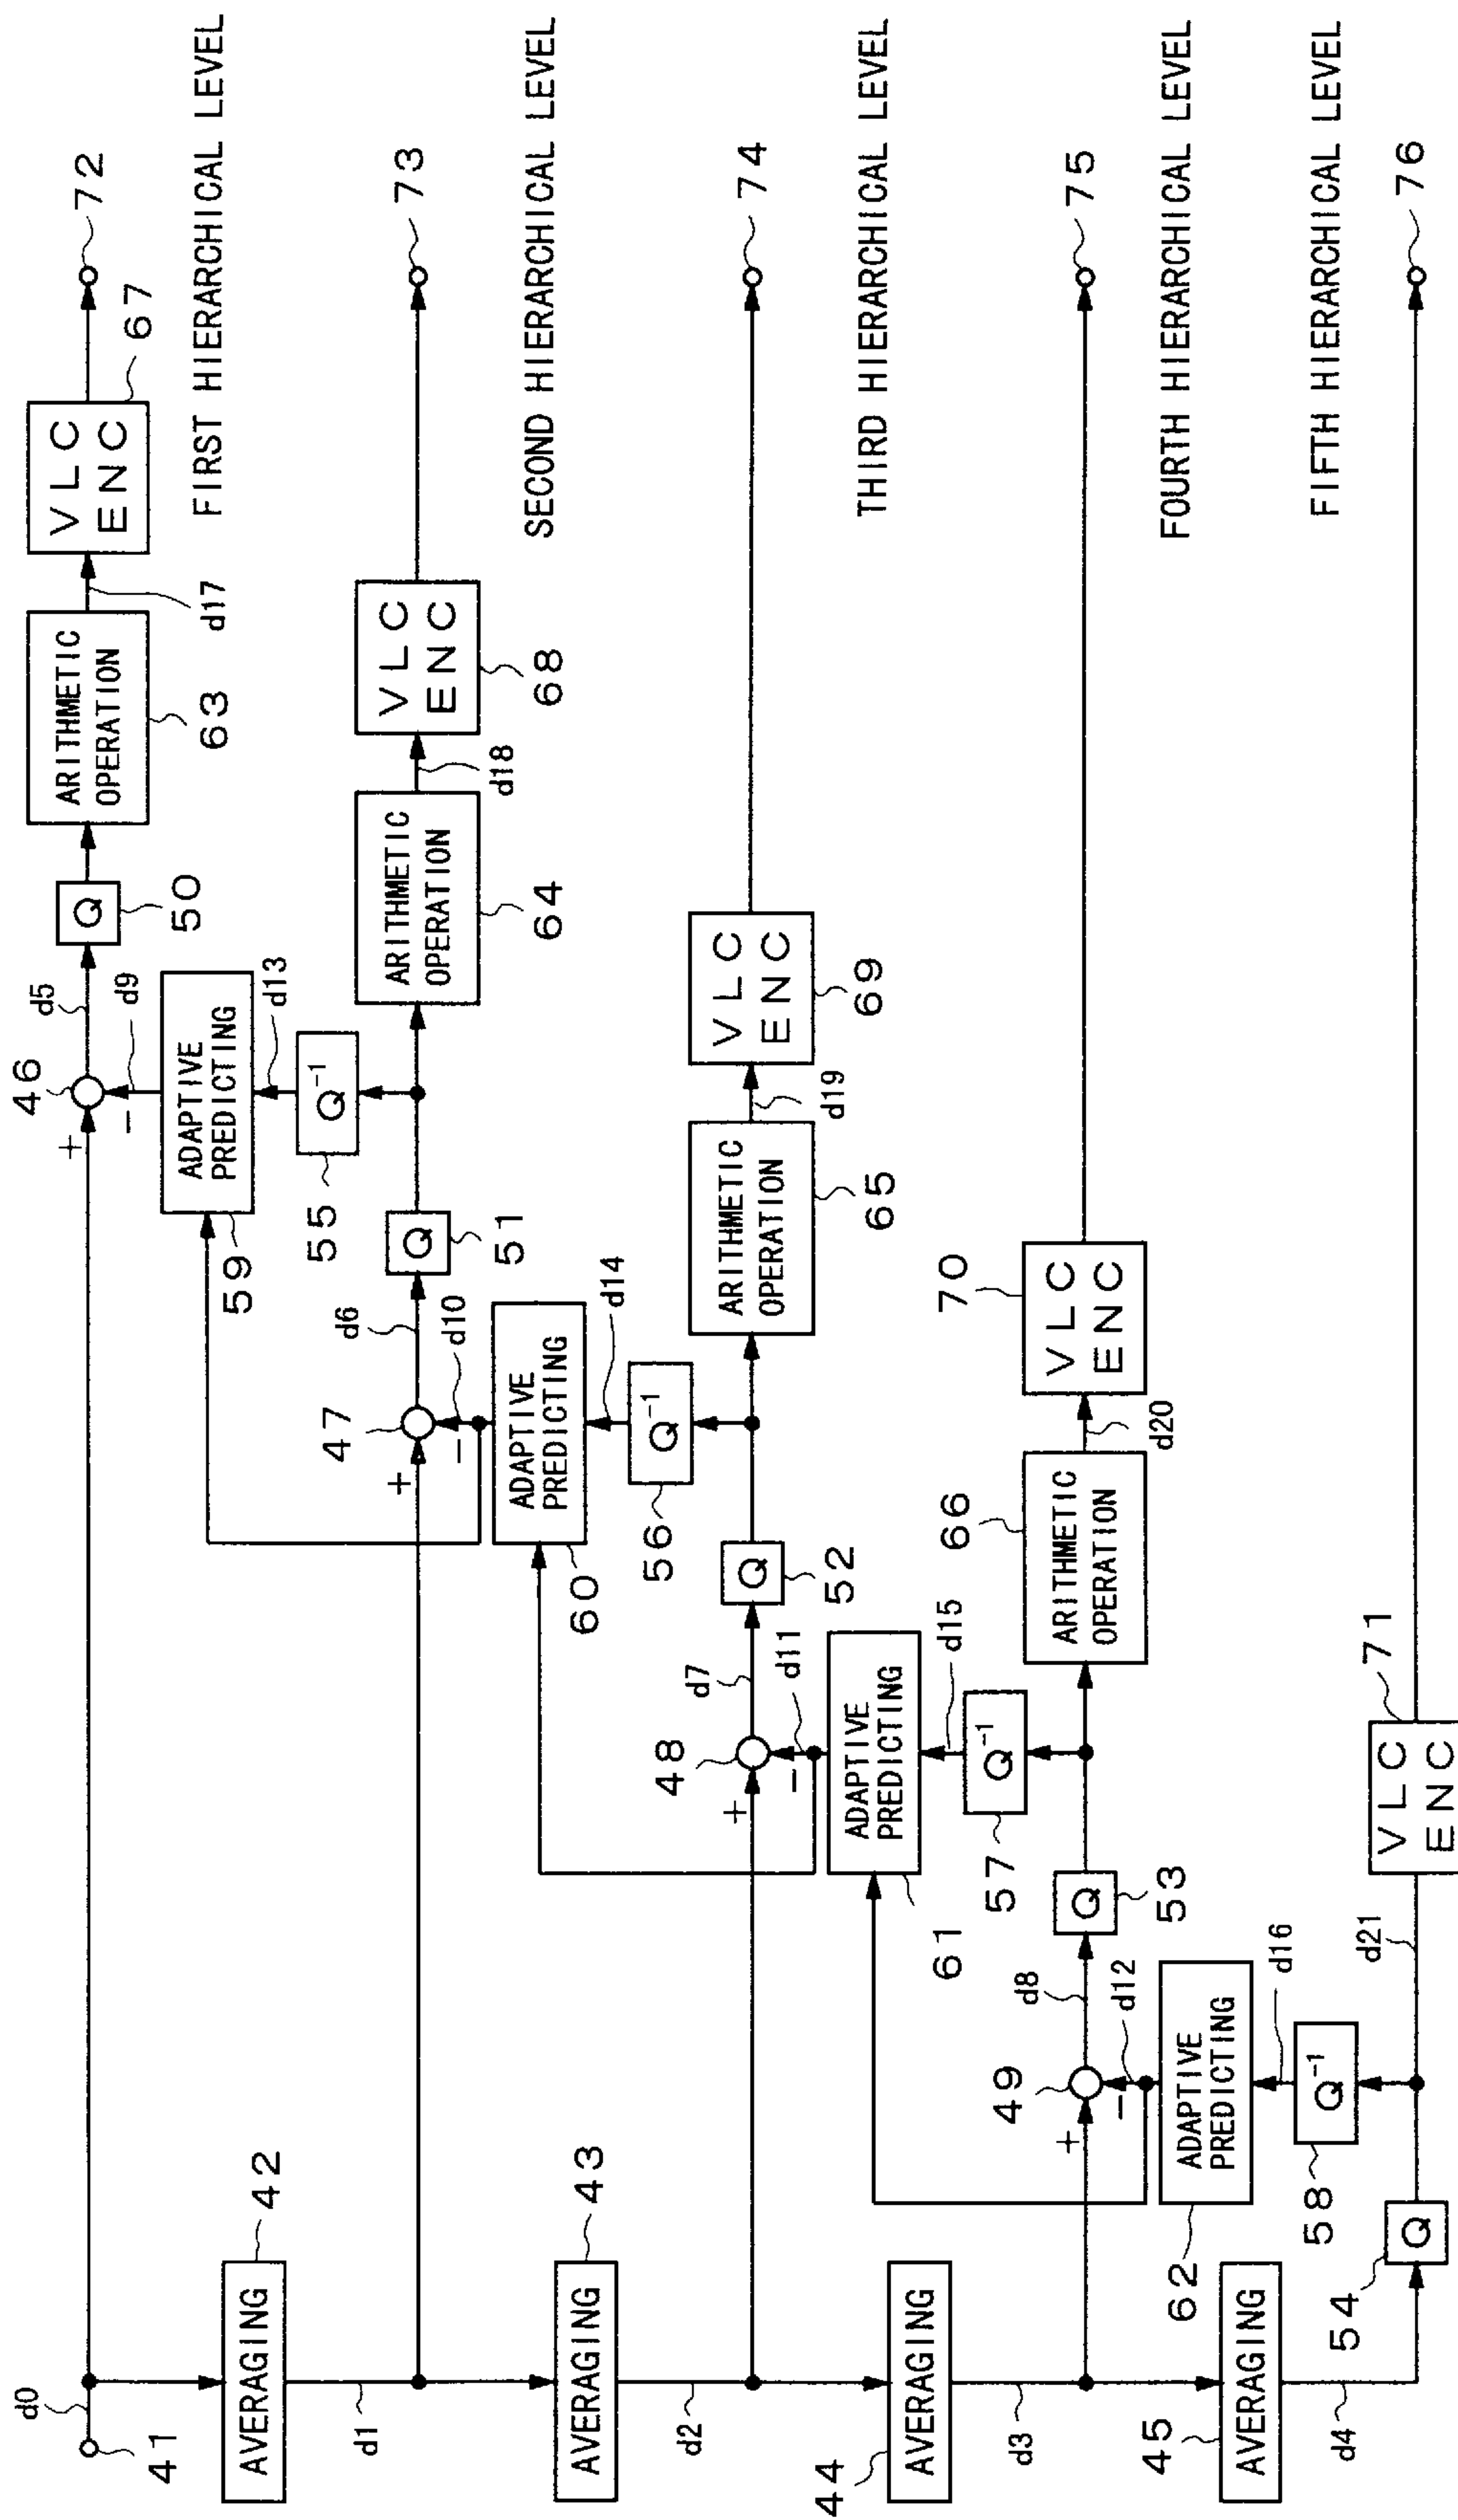 d0
41
AVERAGING
42
d1
AVERAGING
43
d2
AVERAGING
44
d3
AVERAGING
45
d4
+
−
46
d5
d9
Q
50
ARITHMETIC
OPERATION
63
d17
VLC
ENC
67
72
FIRST HIERARCHICAL LEVEL
ADAPTIVE
PREDICTING
59
d13
Q-1
55
+
−
47
d6
d10
Q
51
ARITHMETIC
OPERATION
64
d18
VLC
ENC
68
73
SECOND HIERARCHICAL LEVEL
ADAPTIVE
PREDICTING
60
d14
Q-1
56
+
−
48
d7
d11
Q
52
ARITHMETIC
OPERATION
65
d19
VLC
ENC
69
74
THIRD HIERARCHICAL LEVEL
ADAPTIVE
PREDICTING
61
d15
Q-1
57
+
−
49
d8
d12
Q
53
ARITHMETIC
OPERATION
66
d20
VLC
ENC
70
75
FOURTH HIERARCHICAL LEVEL
ADAPTIVE
PREDICTING
62
d16
Q-1
58
Q
54
d21
VLC
ENC
71
76
FIFTH HIERARCHICAL LEVEL